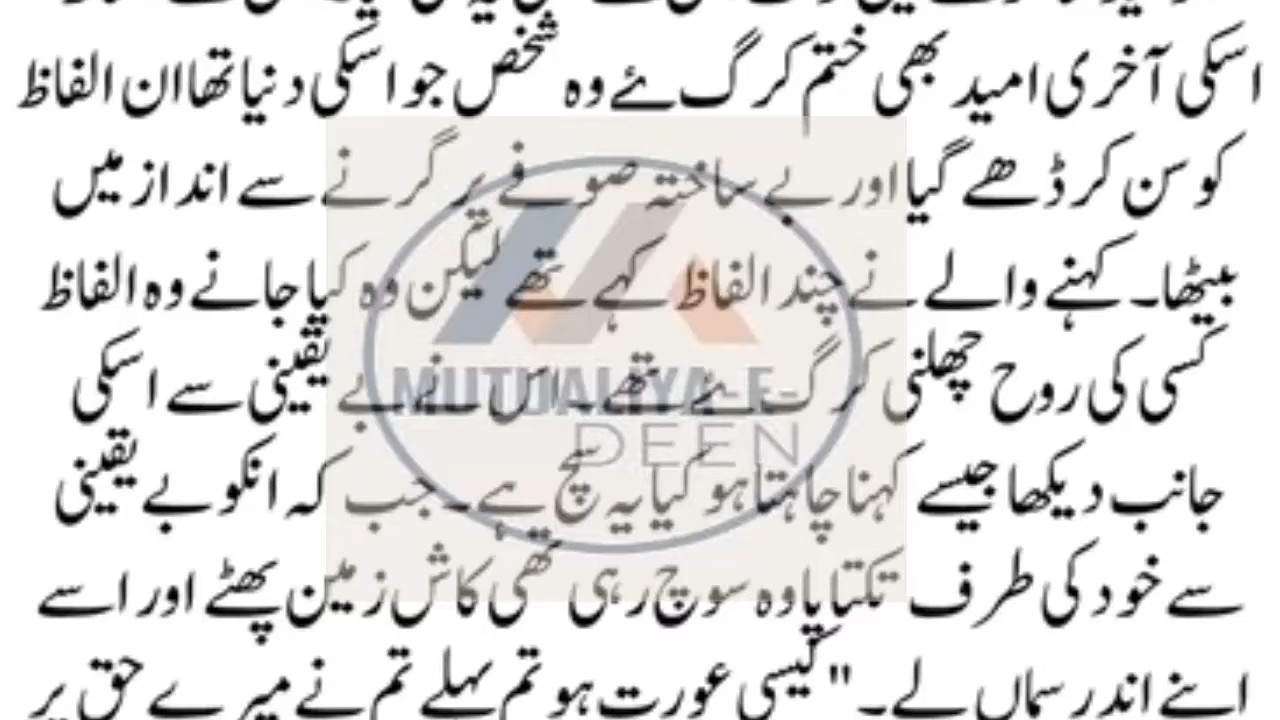 اسکی آخری امید بھی ختم کر گئے وہ شخص جو اسکی دنیا تھا ان الفاظ
کو سن کر ڈھے گیا اور بے ساختہ صوفے پر گرنے سے انداز میں
بیٹھا۔ کہنے والے نے چند الفاظ کہے تھے لیکن وہ کیا جانے وہ الفاظ
کسی کی روح چھلنی کر گئے تھے۔ اس نے بے یقینی سے اسکی
MUTUALIYA-E-
DEEN
جانب دیکھا جیسے کہنا چاہتا ہو کیا یہ سچ ہے۔ جب کہ انکو بے یقینی
سے خود کی طرف تکتا پا وہ سوچ رہی تھی کاش زمین پھٹے اور اسے
اپنے اندر سماں لے۔ "کیسی عورت ہو تم پہلے تم نے میرے حق پر